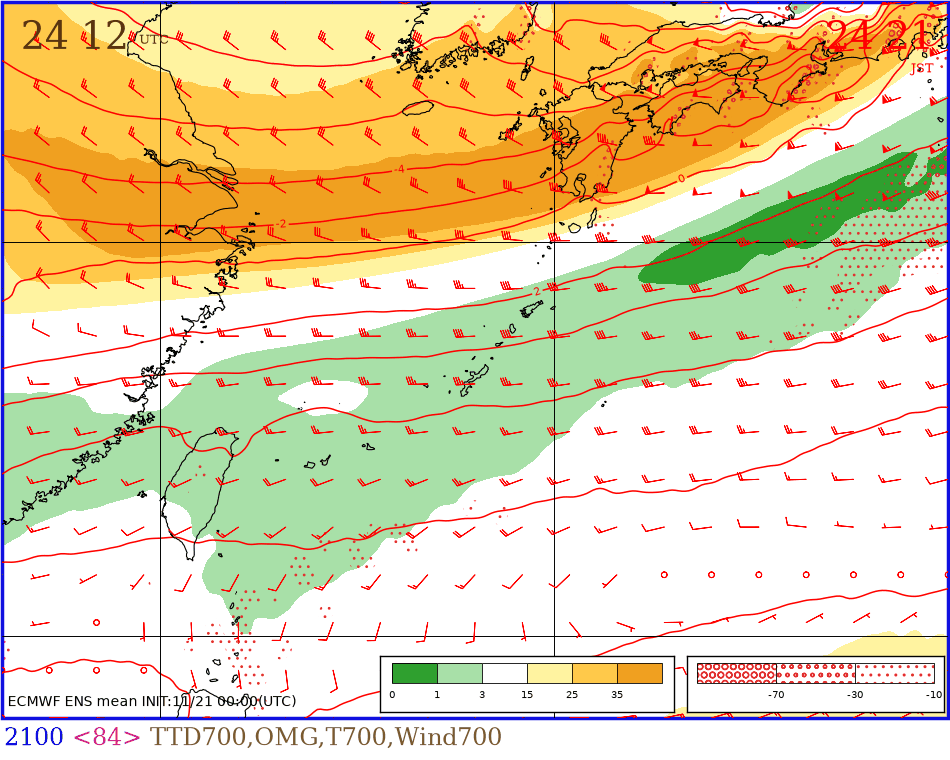 24 12 UTC
24 21
JST
-4
0
-2
2
ECMWF ENS mean INIT:11/21 00:00(UTC)
0 1 3 15 25 35
-70 -30 -10
2100 <84> TTD700,OMG,T700,Wind700